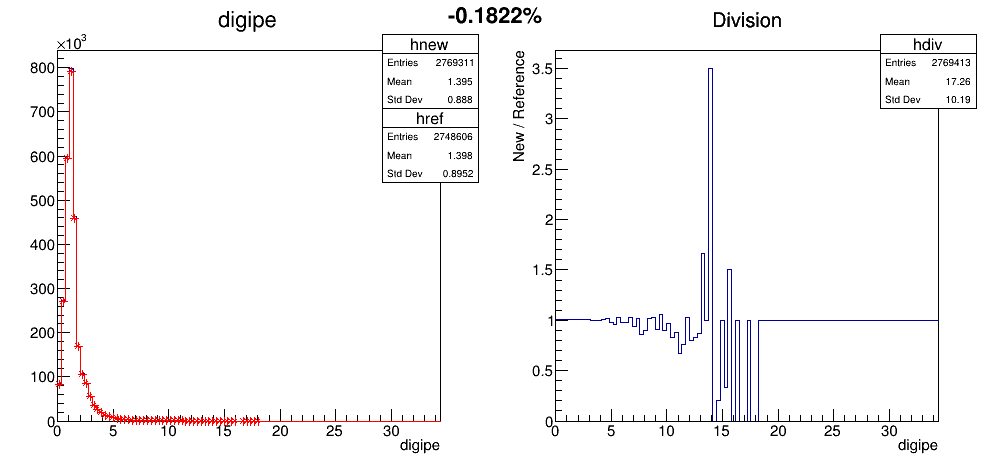 -0.1822%
digipe
×10³
hnew
Entries 2769311
Mean 1.395
Std Dev 0.888
href
Entries 2748606
Mean 1.398
Std Dev 0.8952
800
700
600
500
400
300
200
100
0
0 5 10 15 20 25 30
digipe
Division
hdiv
Entries 2769413
Mean 17.26
Std Dev 10.19
New / Reference
3.5
3
2.5
2
1.5
1
0.5
0
0 5 10 15 20 25 30
digipe